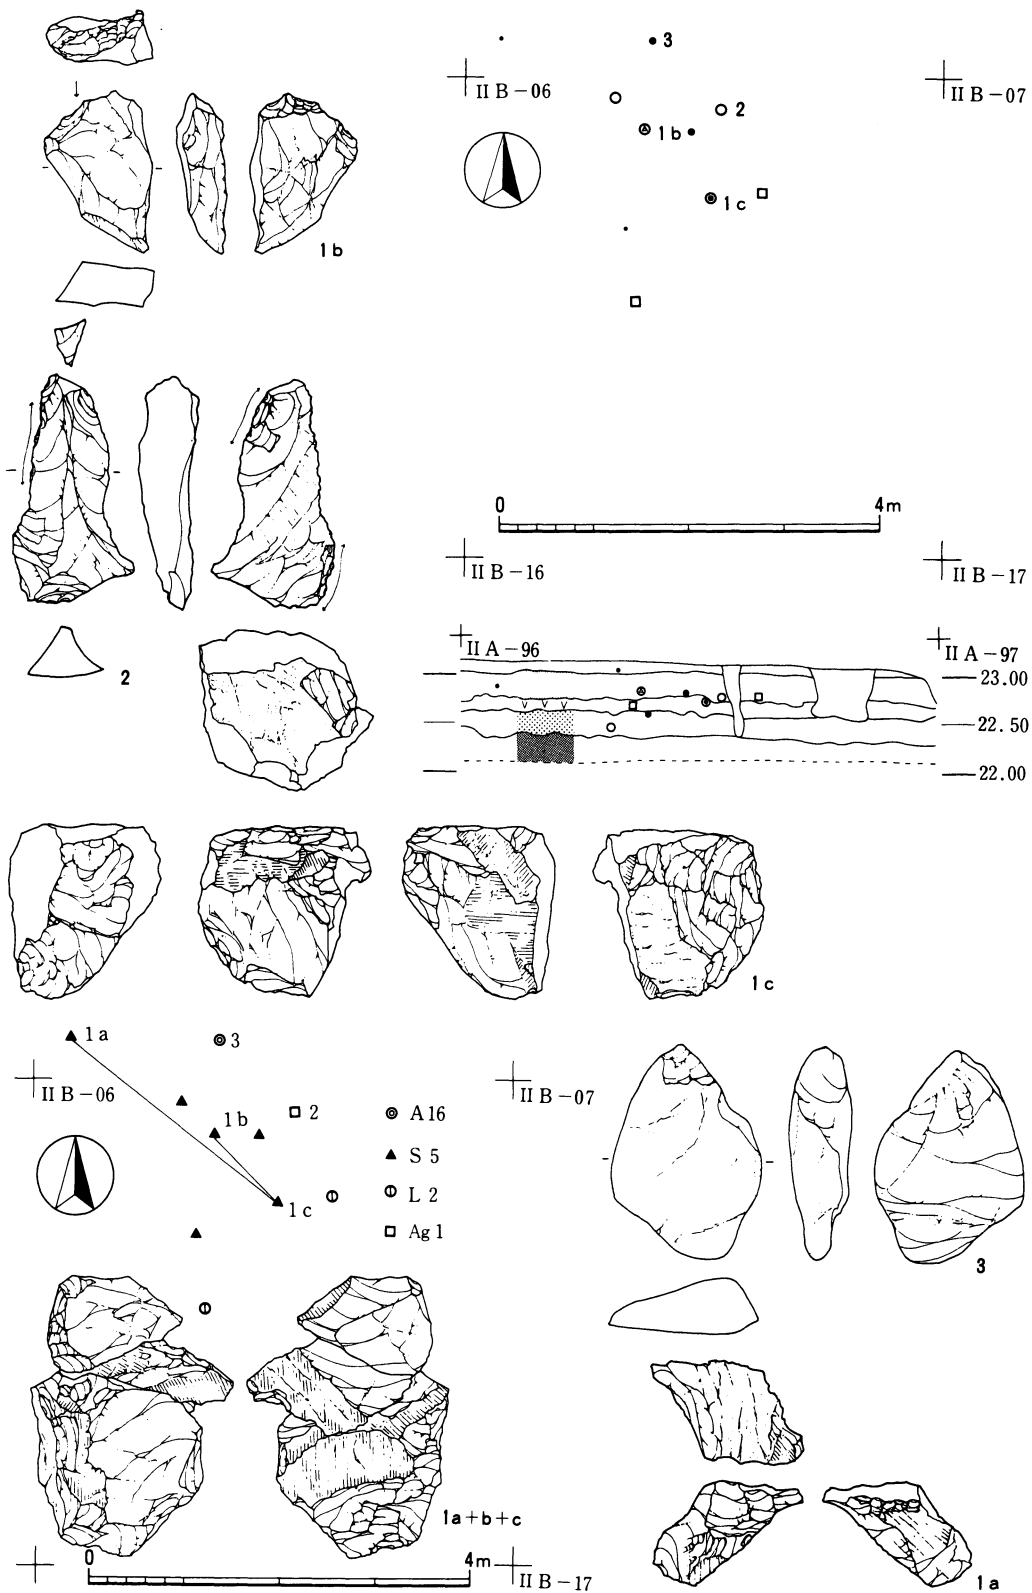 3
II B-06
II B-07
2
1b
1c
1b
0 4m
II B-16
II B-17
II A-96
II A-97
23.00
22.50
22.00
2
1c
1a
3
II B-06
II B-07
1b
2
A16
S5
L2
Ag1
1c
3
1a+b+c
0 4m
II B-17
1a